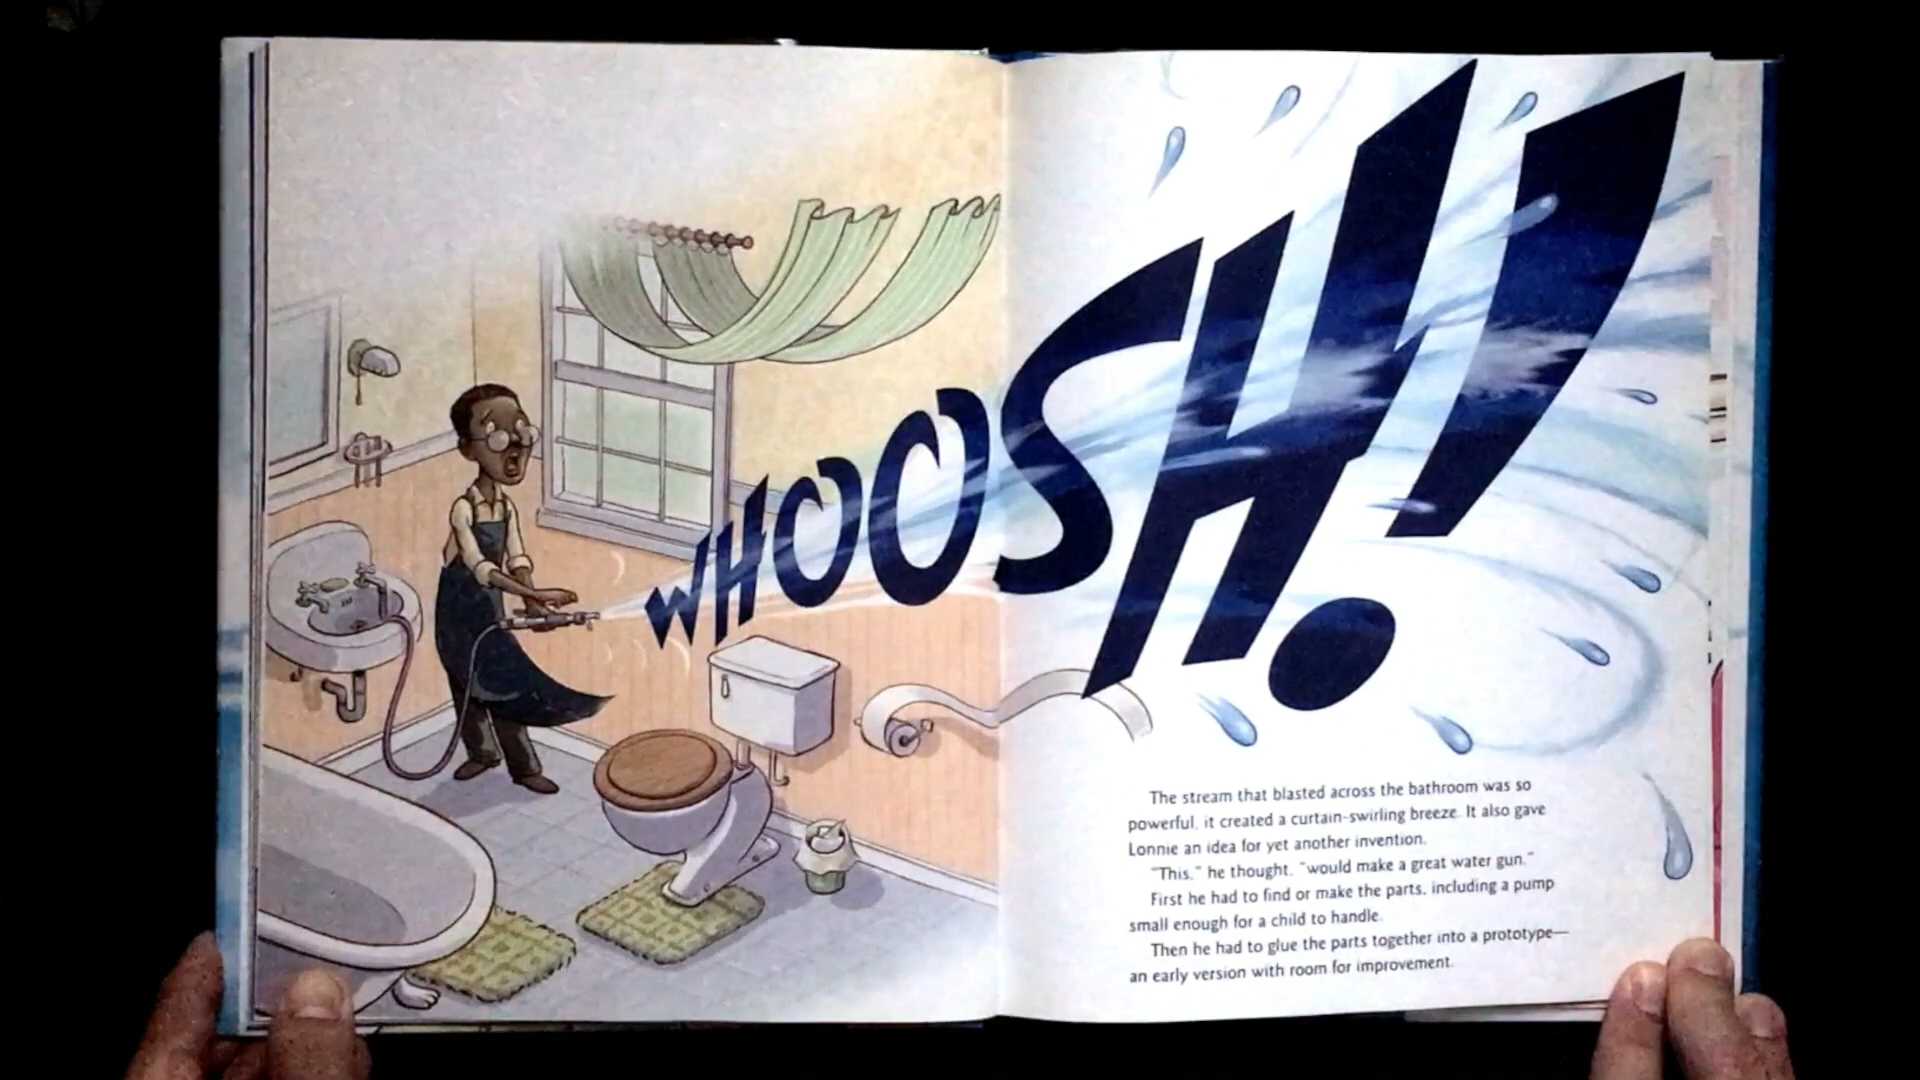 WHOOSH!
The stream that blasted across the bathroom was so
powerful, it created a curtain-swirling breeze. It also gave
Lonnie an idea for yet another invention.
"This," he thought, "would make a great water gun."
First he had to find or make the parts, including a pump
small enough for a child to handle.
Then he had to glue the parts together into a prototype—
an early version with room for improvement.